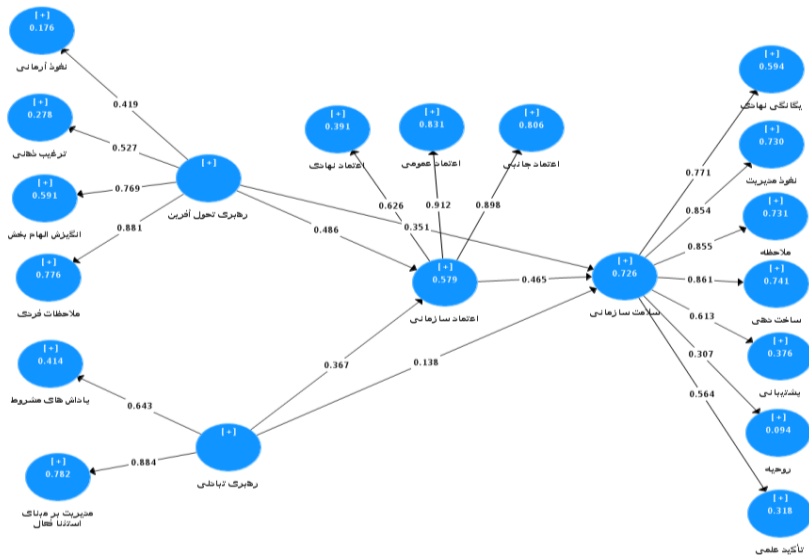 [+]
0.176
نفوذ آرمانی
[+]
0.278
ترغیب ذهنی
[+]
0.591
انگیزش الهام بخش
[+]
0.776
ملاحظات فردی
[+]
0.414
پاداش های مشروط
[+]
0.782
مدیریت بر مبنای
استثنا فعال
0.419
0.527
0.769
0.881
0.643
0.884
[+]
رهبری تحول آفرین
[+]
رهبری تبادلی
0.486
0.351
0.367
0.138
[+]
0.391
اعتماد نهادی
[+]
0.831
اعتماد عمومی
[+]
0.806
اعتماد جانبی
0.626
0.912
0.898
[+]
0.579
اعتماد سازمانی
0.465
[+]
0.726
سلامت سازمانی
0.771
0.854
0.855
0.861
0.613
0.307
0.564
[+]
0.594
یگانگی نهادی
[+]
0.730
نفوذ مدیریت
[+]
0.731
ملاحظه
[+]
0.741
ساخت دهی
[+]
0.376
پشتیبانی
[+]
0.094
روحیه
[+]
0.318
تأکید علمی